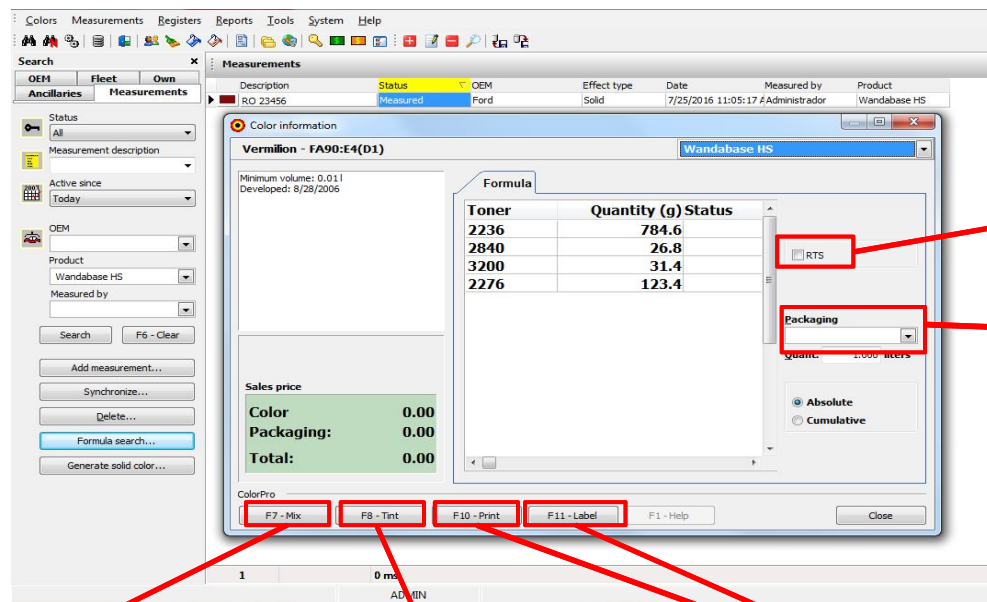 Colors Measurements Registers Reports Tools System Help
Search x
Measurements
OEM Fleet Own
Ancillaries Measurements
Description Status OEM Effect type Date Measured by Product
RO 23456 Measured Ford Solid 7/25/2016 11:05:17 A Administrador Wandabase HS
Status
All
Measurement description
Active since
2003
Today
OEM
Product
Wandabase HS
Measured by
Search F6 - Clear
Add measurement...
Synchronize...
Delete...
Formula search...
Generate solid color...
Color information
Vermilion - FA90:E4(D1) Wandabase HS
Minimum volume: 0.01 l
Developed: 8/28/2006
Formula
Toner Quantity (g) Status
2236 784.6
2840 26.8
3200 31.4
2276 123.4
RTS
Packaging
Quant. 1.000 liters
Absolute
Cumulative
Sales price
Color 0.00
Packaging: 0.00
Total: 0.00
ColorPro
F7 - Mix F8 - Tint F10 - Print F11 - Label F1 - Help Close
1 0 ms
ADMIN